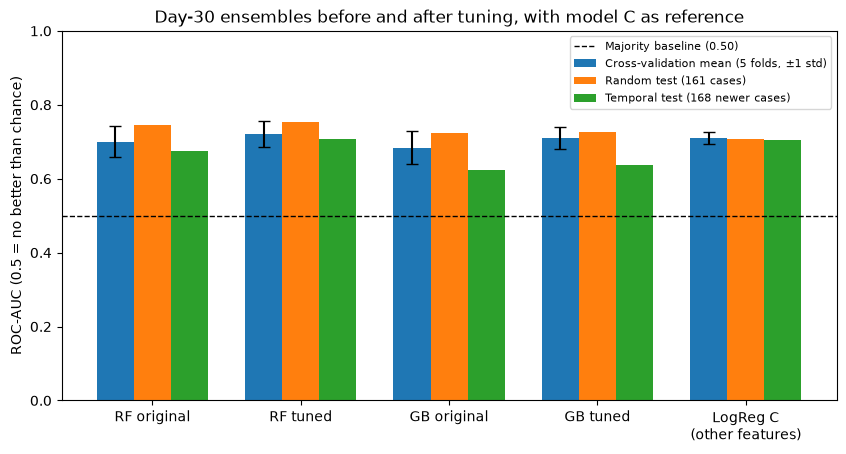 Day-30 ensembles before and after tuning, with model C as reference
ROC-AUC (0.5 = no better than chance)
1.0
0.8
0.6
0.4
0.2
0.0
Majority baseline (0.50)
Cross-validation mean (5 folds, ±1 std)
Random test (161 cases)
Temporal test (168 newer cases)
RF original
RF tuned
GB original
GB tuned
LogReg C
(other features)